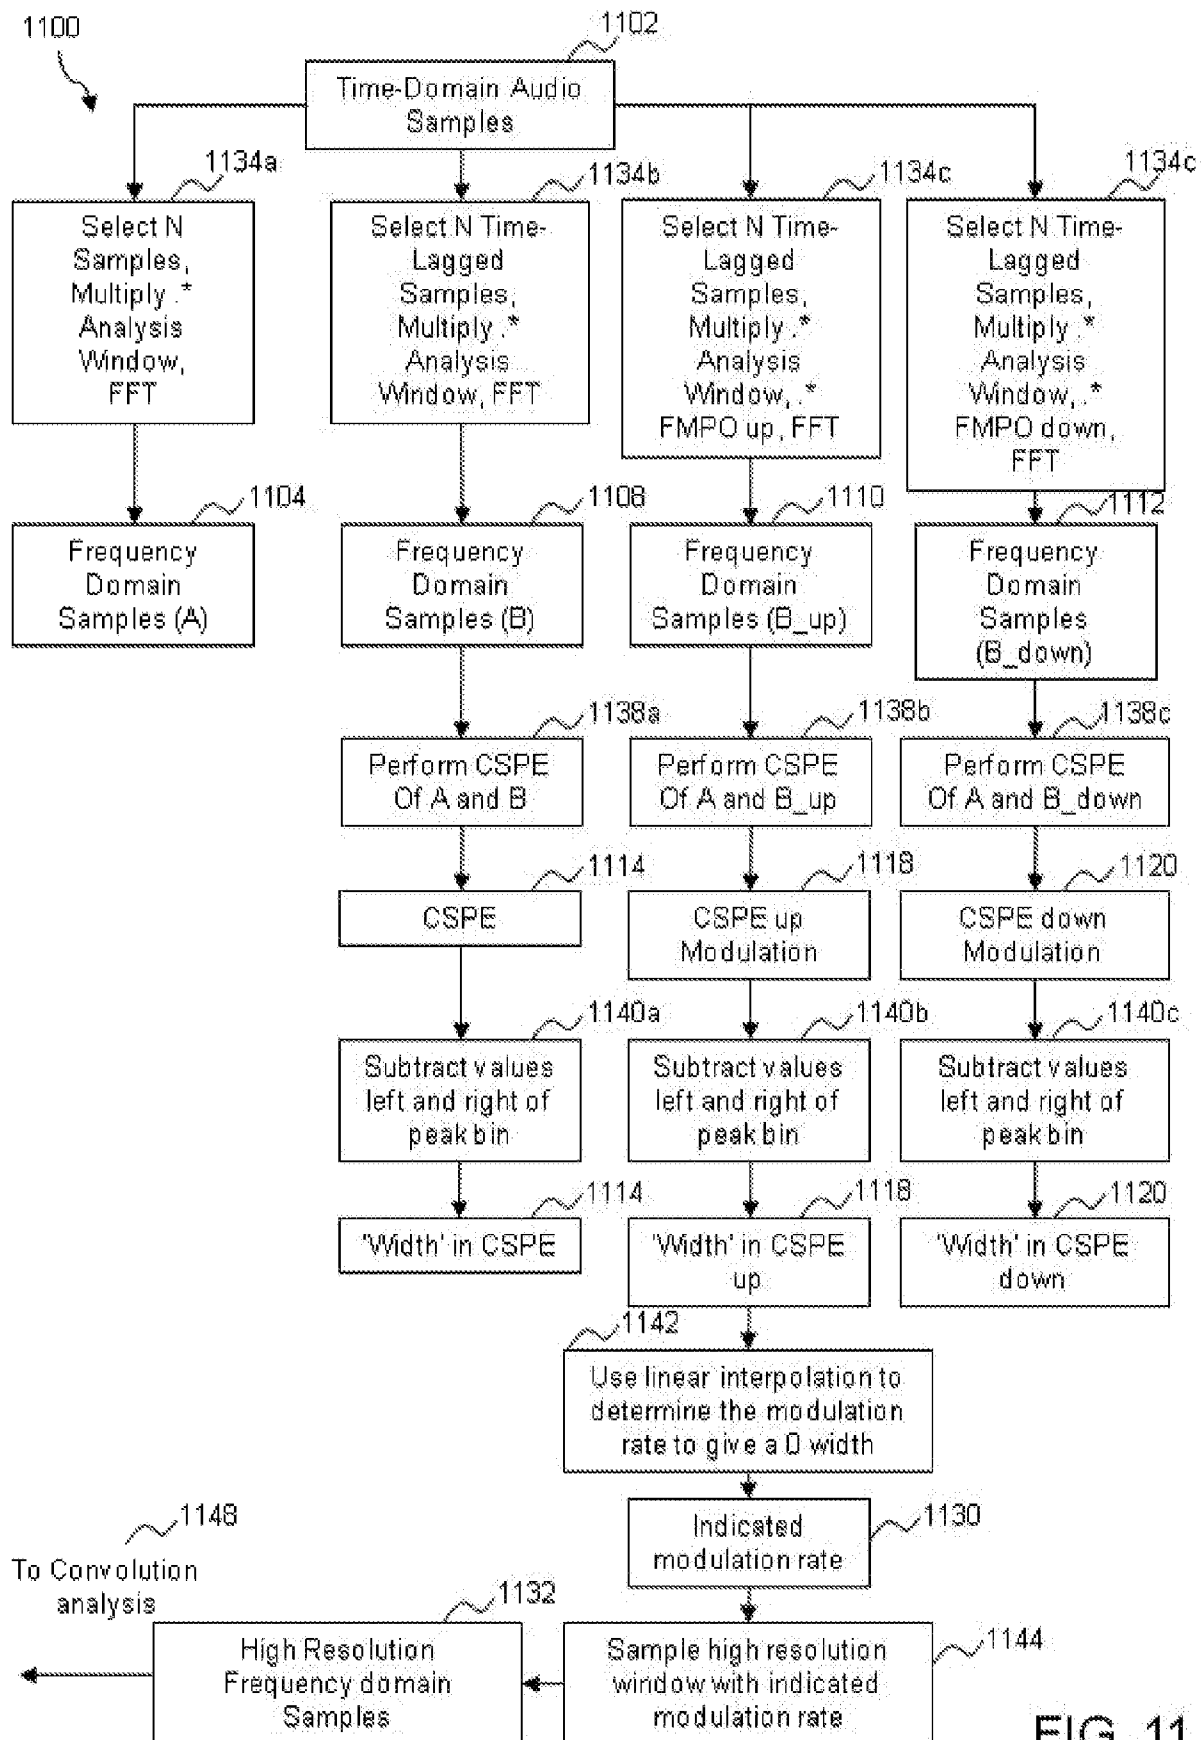 1100
1102
Time-Domain Audio
Samples
1134a
1134b
1134c
1134c
Select N
Samples,
Multiply .*
Analysis
Window,
FFT
Select N Time-
Lagged
Samples,
Multiply .*
Analysis
Window, FFT
Select N Time-
Lagged
Samples,
Multiply .*
Analysis
Window, .*
FMPO up, FFT
Select N Time-
Lagged
Samples,
Multiply .*
Analysis
Window, .*
FMPO down,
FFT
1104
1108
1110
1112
Frequency
Domain
Samples (A)
Frequency
Domain
Samples (B)
Frequency
Domain
Samples (B_up)
Frequency
Domain
Samples
(B_down)
1138a
1138b
1138c
Perform CSPE
Of A and B
Perform CSPE
Of A and B_up
Perform CSPE
Of A and B_down
1114
1118
1120
CSPE
CSPE up
Modulation
CSPE down
Modulation
1140a
1140b
1140c
Subtract values
left and right of
peak bin
Subtract values
left and right of
peak bin
Subtract values
left and right of
peak bin
1114
1118
1120
'Width' in CSPE
'Width' in CSPE
up
'Width' in CSPE
down
1142
Use linear interpolation to
determine the modulation
rate to give a 0 width
1130
Indicated
modulation rate
1148
To Convolution
analysis
1132
High Resolution
Frequency domain
Samples
1144
Sample high resolution
window with indicated
modulation rate
FIG. 11